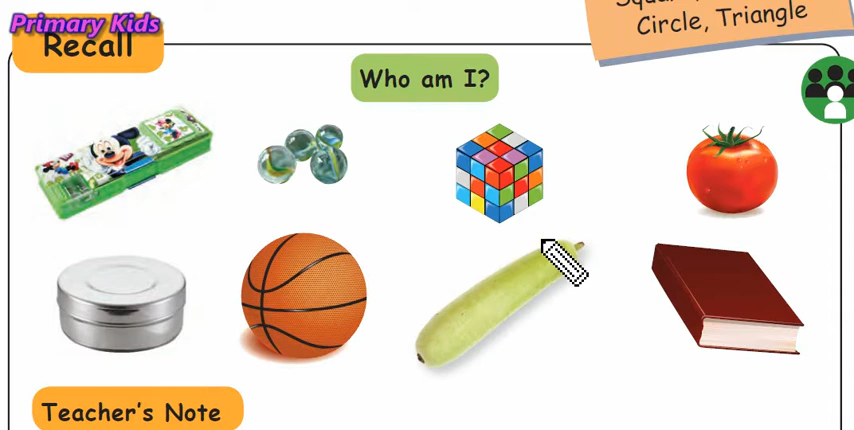 Primary Kids
Recall
Circle, Triangle
Who am I?
Teacher's Note